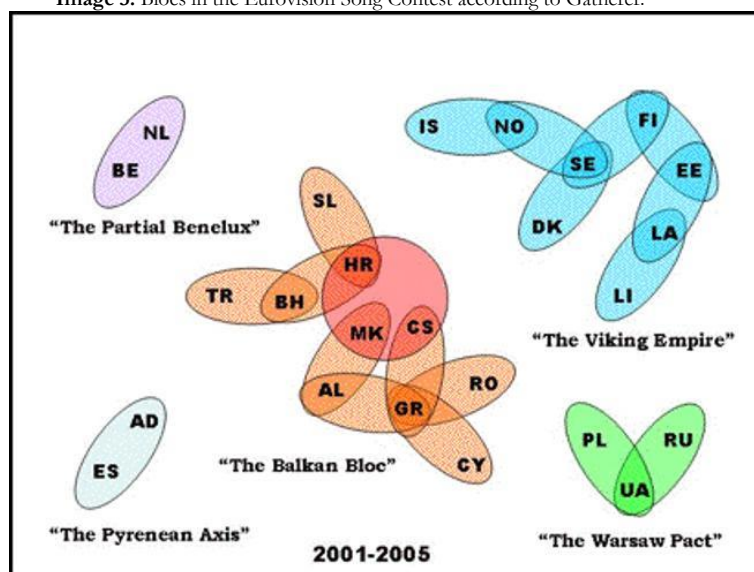 Image 3. Blocs in the Eurovision Song Contest according to Gatherer.
NL
BE
"The Partial Benelux"
IS
NO
FI
SE
EE
DK
LA
LI
"The Viking Empire"
SL
HR
TR
BH
MK
CS
AL
GR
RO
CY
"The Balkan Bloc"
AD
ES
"The Pyrenean Axis"
PL
RU
UA
"The Warsaw Pact"
2001-2005